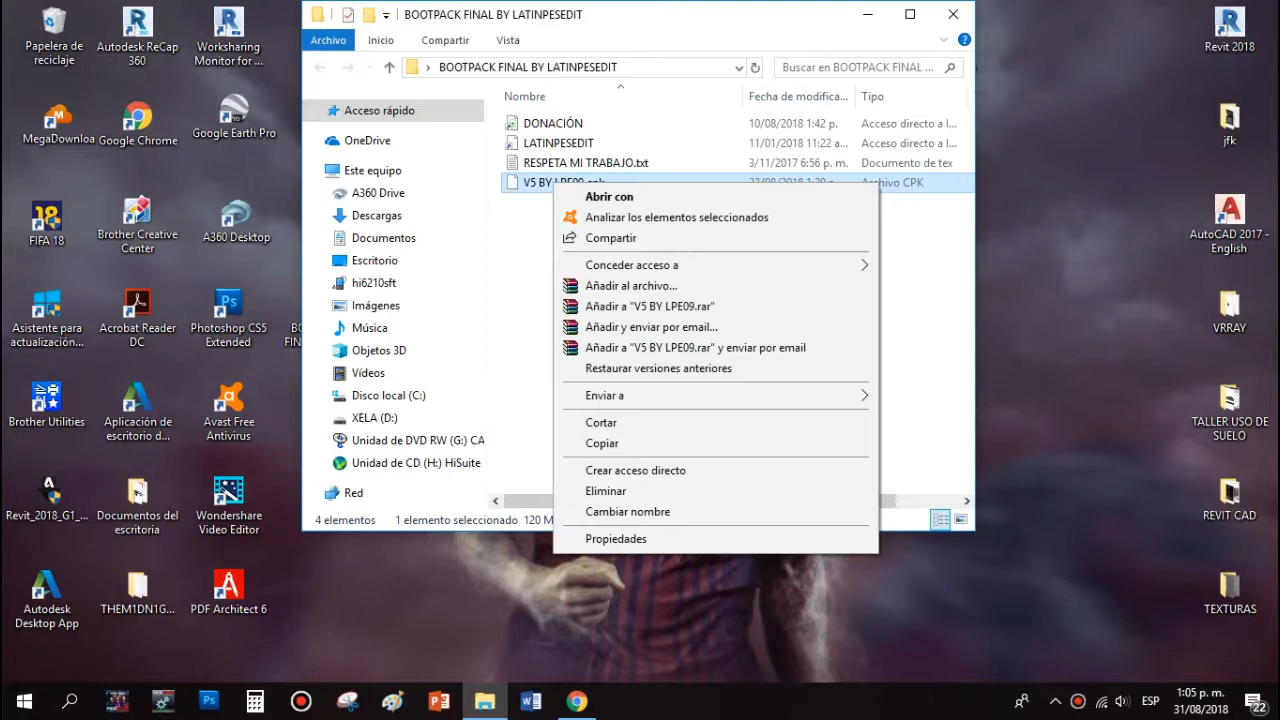 BOOTPACK FINAL BY LATINPESEDIT
Archivo
Inicio
Compartir
Vista
BOOTPACK FINAL BY LATINPESEDIT
Buscar en BOOTPACK FINAL ...
Nombre
Fecha de modifica...
Tipo
DONACIÓN
10/08/2018 1:42 p.
Acceso directo a l...
LATINPESEDIT
11/01/2018 11:22 a...
Acceso directo a l...
RESPETA MI TRABAJO.txt
3/11/2017 6:56 p. m.
Documento de tex
V5 BY LPE09.cpk
Archivo CPK
Acceso rápido
OneDrive
Este equipo
A360 Drive
Descargas
Documentos
Escritorio
hi6210sft
Imágenes
Música
Objetos 3D
Vídeos
Disco local (C:)
XELA (D:)
Unidad de DVD RW (G:) CA
Unidad de CD (H:) HiSuite
Red
4 elementos
1 elemento seleccionado
120 M
Abrir con
Analizar los elementos seleccionados
Compartir
Conceder acceso a
Añadir al archivo...
Añadir a "V5 BY LPE09.rar"
Añadir y enviar por email...
Añadir a "V5 BY LPE09.rar" y enviar por email
Restaurar versiones anteriores
Enviar a
Cortar
Copiar
Crear acceso directo
Eliminar
Cambiar nombre
Propiedades
Papelera de
reciclaje
Autodesk ReCap
360
Worksharing
Monitor for ...
MegaDownloa
Google Chrome
Google Earth Pro
FIFA 18
Brother Creative
Center
A360 Desktop
Asistente para
actualización...
Acrobat Reader
DC
Photoshop CS5
Extended
Brother Utilities
Aplicación de
escritorio d...
Avast Free
Antivirus
Revit_2018_G1_...
Documentos del
escritoria
Wondershare
Video Editor
Autodesk
Desktop App
THEM1DN1G...
PDF Architect 6
Revit 2018
jfk
AutoCAD 2017 -
English
VRRAY
TALLER USO DE
SUELO
REVIT CAD
TEXTURAS
ESP
1:05 p. m.
31/08/2018
22